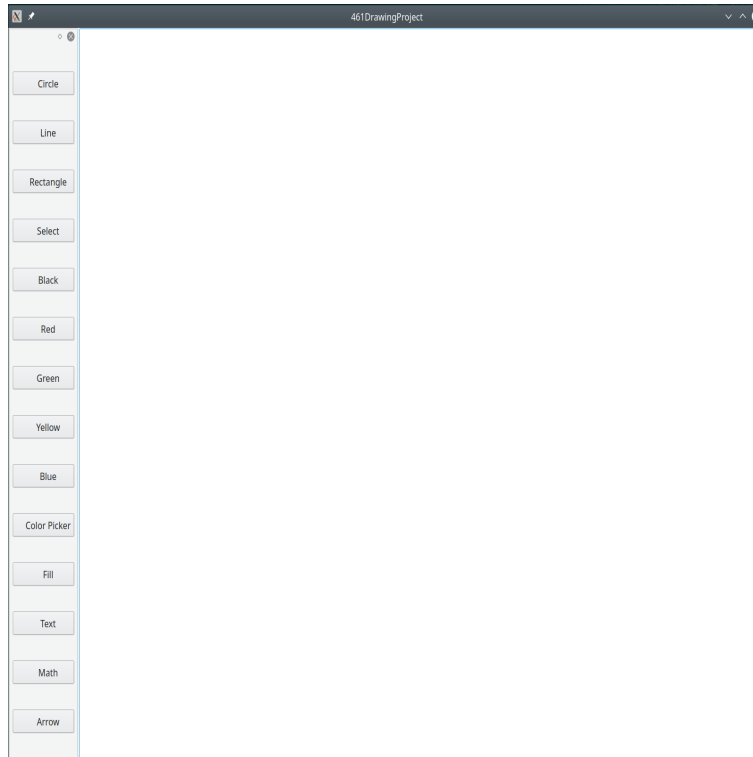 461DrawingProject
Circle
Line
Rectangle
Select
Black
Red
Green
Yellow
Blue
Color Picker
Fill
Text
Math
Arrow